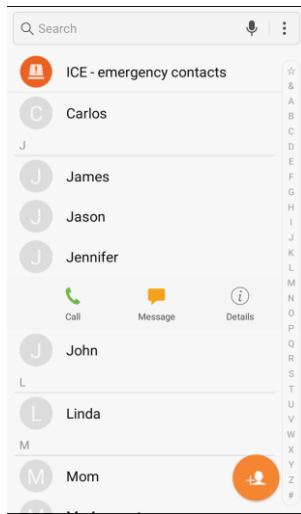 Search
ICE - emergency contacts
C Carlos
J
J James
J Jason
J Jennifer
Call Message Details
J John
L
L Linda
M
M Mom
☆
&
A
B
C
D
E
F
G
H
I
J
K
L
M
N
O
P
Q
R
S
T
U
V
W
X
Y
Z
#